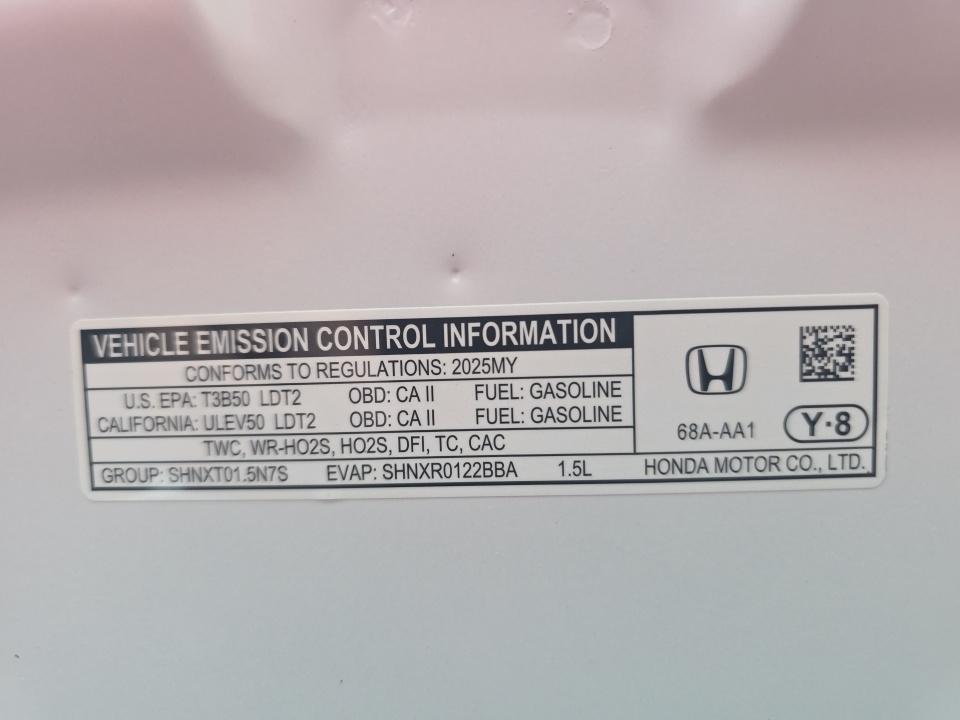 VEHICLE EMISSION CONTROL INFORMATION
CONFORMS TO REGULATIONS: 2025MY
U.S. EPA: T3B50 LDT2 OBD: CA II FUEL: GASOLINE
CALIFORNIA: ULEV50 LDT2 OBD: CA II FUEL: GASOLINE
TWC, WR-HO2S, HO2S, DFI, TC, CAC
GROUP: SHNXT01.5N7S EVAP: SHNXR0122BBA 1.5L
68A-AA1 Y·8
HONDA MOTOR CO., LTD.